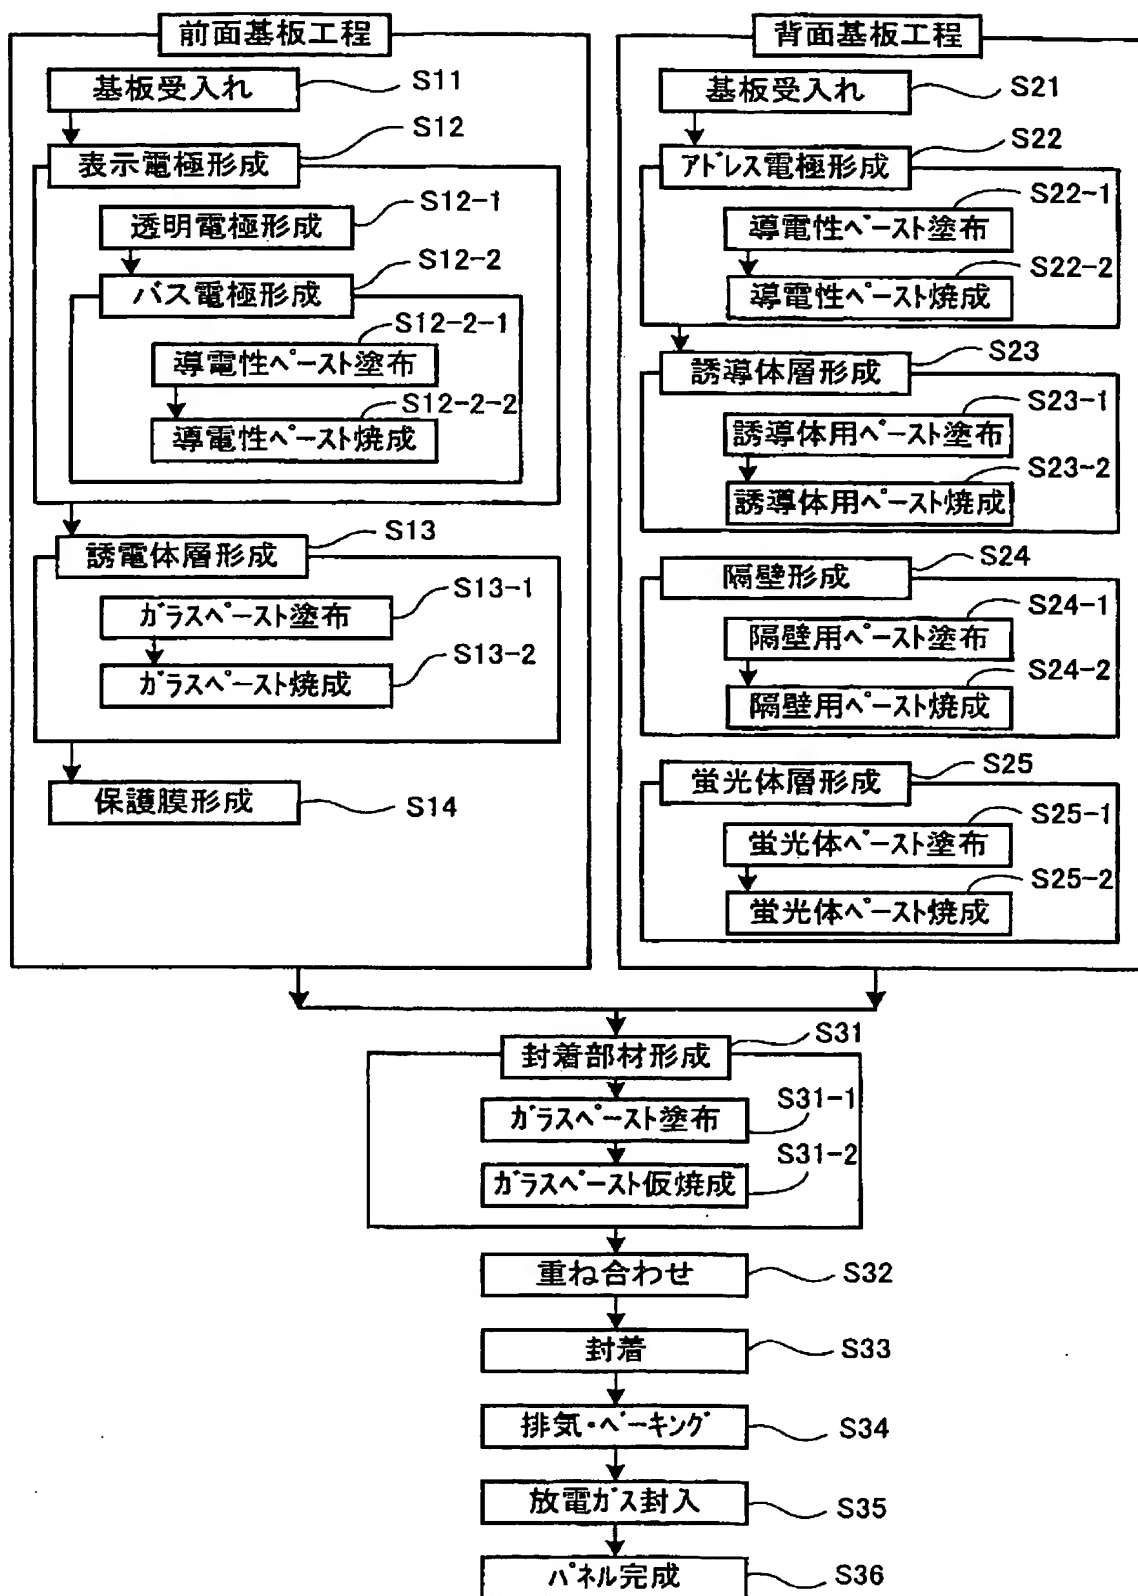 前面基板工程
基板受入れ
S11
表示電極形成
S12
透明電極形成
S12-1
バス電極形成
S12-2
導電性ペースト塗布
S12-2-1
導電性ペースト焼成
S12-2-2
誘電体層形成
S13
ガラスペースト塗布
S13-1
ガラスペースト焼成
S13-2
保護膜形成
S14
背面基板工程
基板受入れ
S21
アドレス電極形成
S22
導電性ペースト塗布
S22-1
導電性ペースト焼成
S22-2
誘導体層形成
S23
誘導体用ペースト塗布
S23-1
誘導体用ペースト焼成
S23-2
隔壁形成
S24
隔壁用ペースト塗布
S24-1
隔壁用ペースト焼成
S24-2
蛍光体層形成
S25
蛍光体ペースト塗布
S25-1
蛍光体ペースト焼成
S25-2
封着部材形成
S31
ガラスペースト塗布
S31-1
ガラスペースト仮焼成
S31-2
重ね合わせ
S32
封着
S33
排気・ベーキング
S34
放電ガス封入
S35
パネル完成
S36